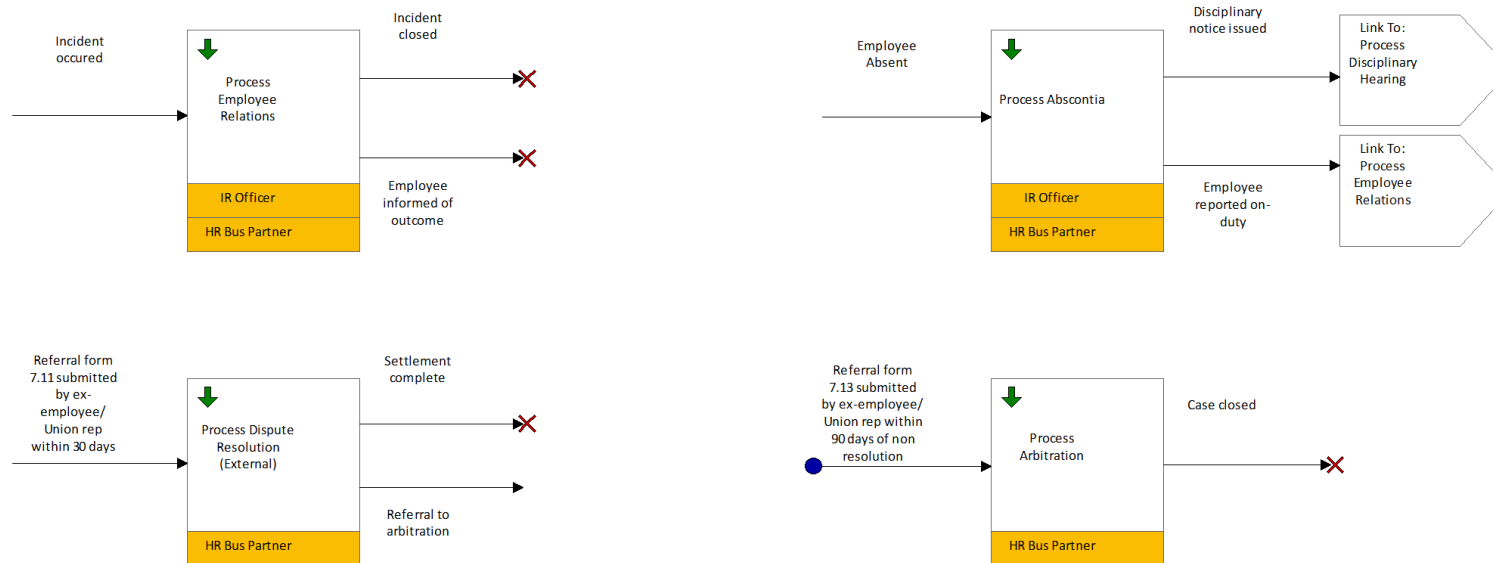 Incident
occured
Process
Employee
Relations
IR Officer
HR Bus Partner
Incident
closed
Employee
informed of
outcome
Employee
Absent
Process Abscontia
IR Officer
HR Bus Partner
Disciplinary
notice issued
Employee
reported on-
duty
Link To:
Process
Disciplinary
Hearing
Link To:
Process
Employee
Relations
Referral form
7.11 submitted
by ex-
employee/
Union rep
within 30 days
Process Dispute
Resolution
(External)
HR Bus Partner
Settlement
complete
Referral to
arbitration
Referral form
7.13 submitted
by ex-employee/
Union rep within
90 days of non
resolution
Process
Arbitration
HR Bus Partner
Case closed